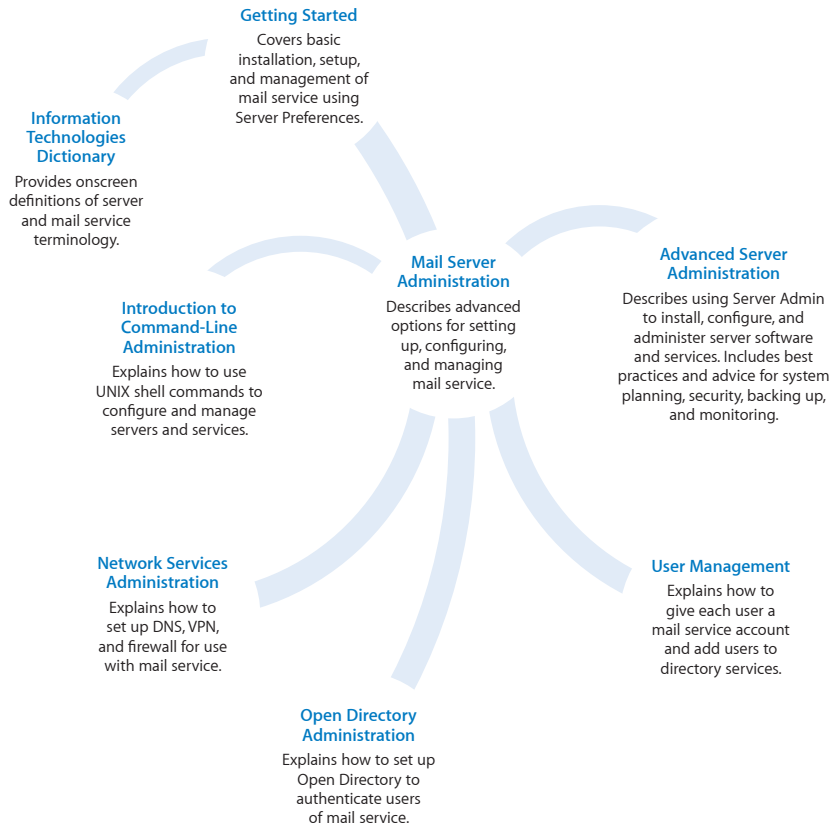 Getting Started
Covers basic
installation, setup,
and management of
mail service using
Server Preferences.
Information
Technologies
Dictionary
Provides onscreen
definitions of server
and mail service
terminology.
Mail Server
Administration
Describes advanced
options for setting
up, configuring,
and managing
mail service.
Advanced Server
Administration
Describes using Server Admin
to install, configure, and
administer server software
and services. Includes best
practices and advice for system
planning, security, backing up,
and monitoring.
Introduction to
Command-Line
Administration
Explains how to use
UNIX shell commands to
configure and manage
servers and services.
Network Services
Administration
Explains how to
set up DNS, VPN,
and firewall for use
with mail service.
User Management
Explains how to
give each user a
mail service account
and add users to
directory services.
Open Directory
Administration
Explains how to set up
Open Directory to
authenticate users
of mail service.